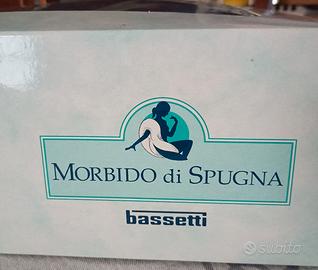 MORBIDO di SPUGNA
bassetti
subito